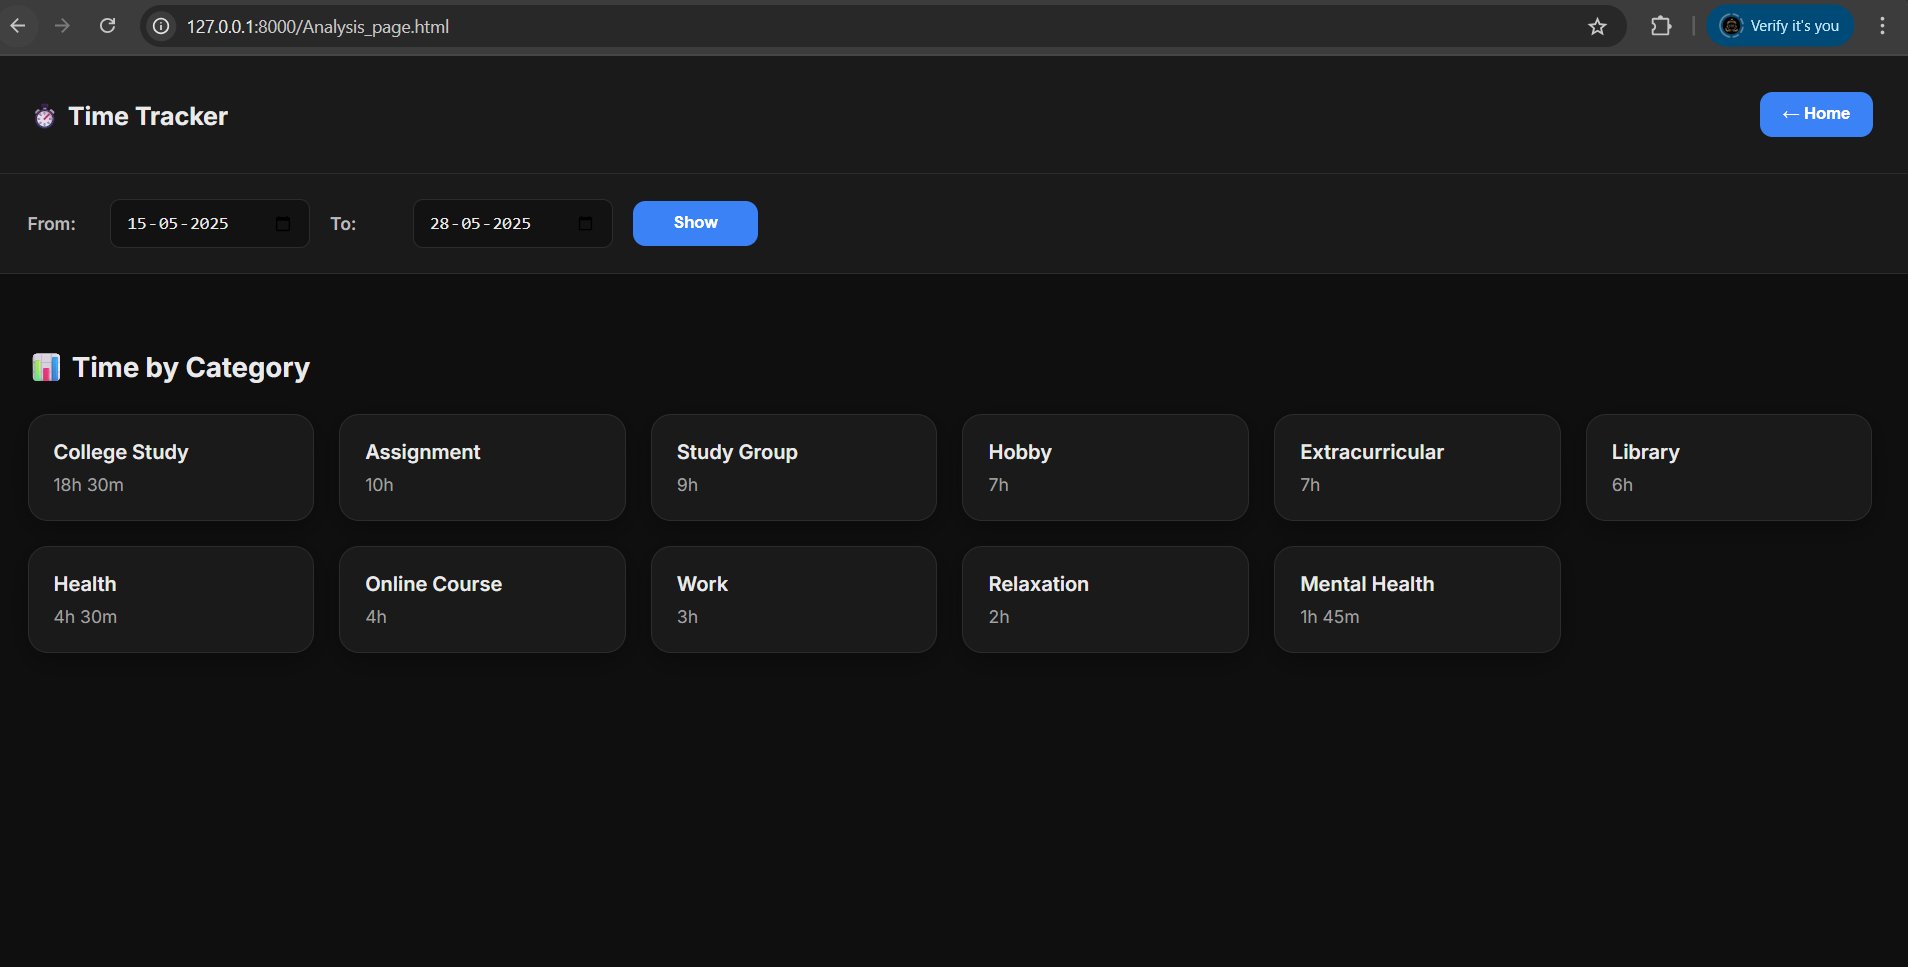 127.0.0.1:8000/Analysis_page.html
Verify it's you
Time Tracker
← Home
From: 15-05-2025 To: 28-05-2025 Show
Time by Category
College Study
18h 30m
Assignment
10h
Study Group
9h
Hobby
7h
Extracurricular
7h
Library
6h
Health
4h 30m
Online Course
4h
Work
3h
Relaxation
2h
Mental Health
1h 45m